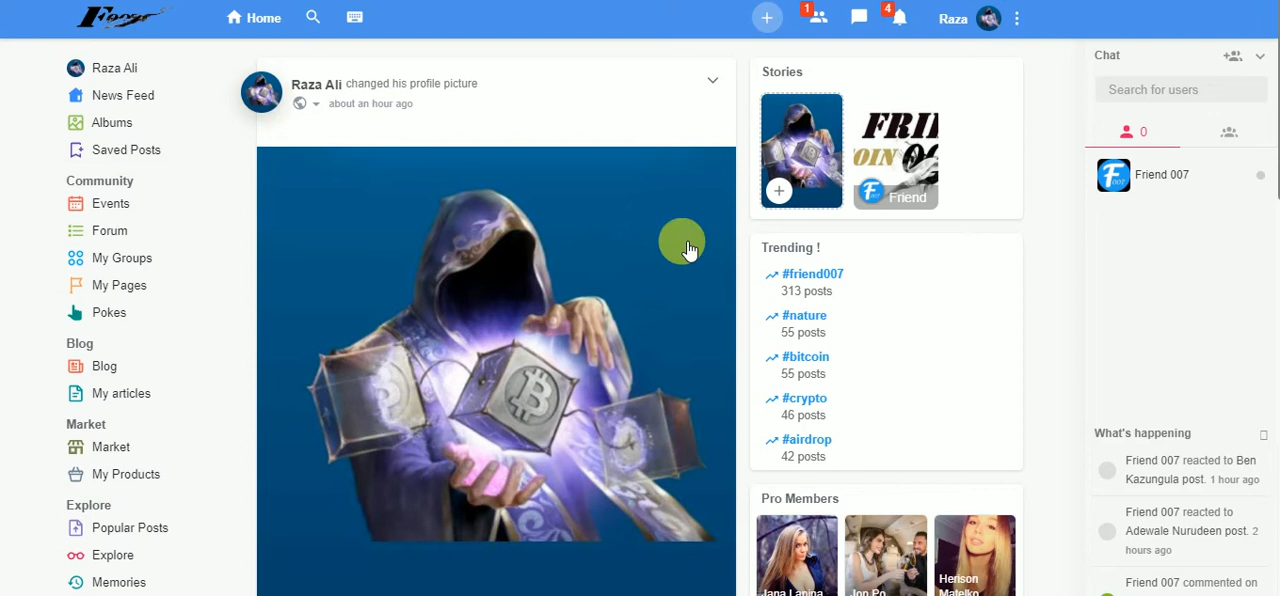 Home
1
4
Raza
Raza Ali
News Feed
Albums
Saved Posts
Community
Events
Forum
My Groups
My Pages
Pokes
Blog
Blog
My articles
Market
Market
My Products
Explore
Popular Posts
Explore
Memories
Raza Ali changed his profile picture
about an hour ago
Stories
Friend
Trending !
#friend007
313 posts
#nature
55 posts
#bitcoin
55 posts
#crypto
46 posts
#airdrop
42 posts
Pro Members
Jana Lanina
Jon Po
Henson
Matelko
Chat
Search for users
0
Friend 007
What's happening
Friend 007 reacted to Ben
Kazungula post. 1 hour ago
Friend 007 reacted to
Adewale Nurudeen post. 2
hours ago
Friend 007 commented on